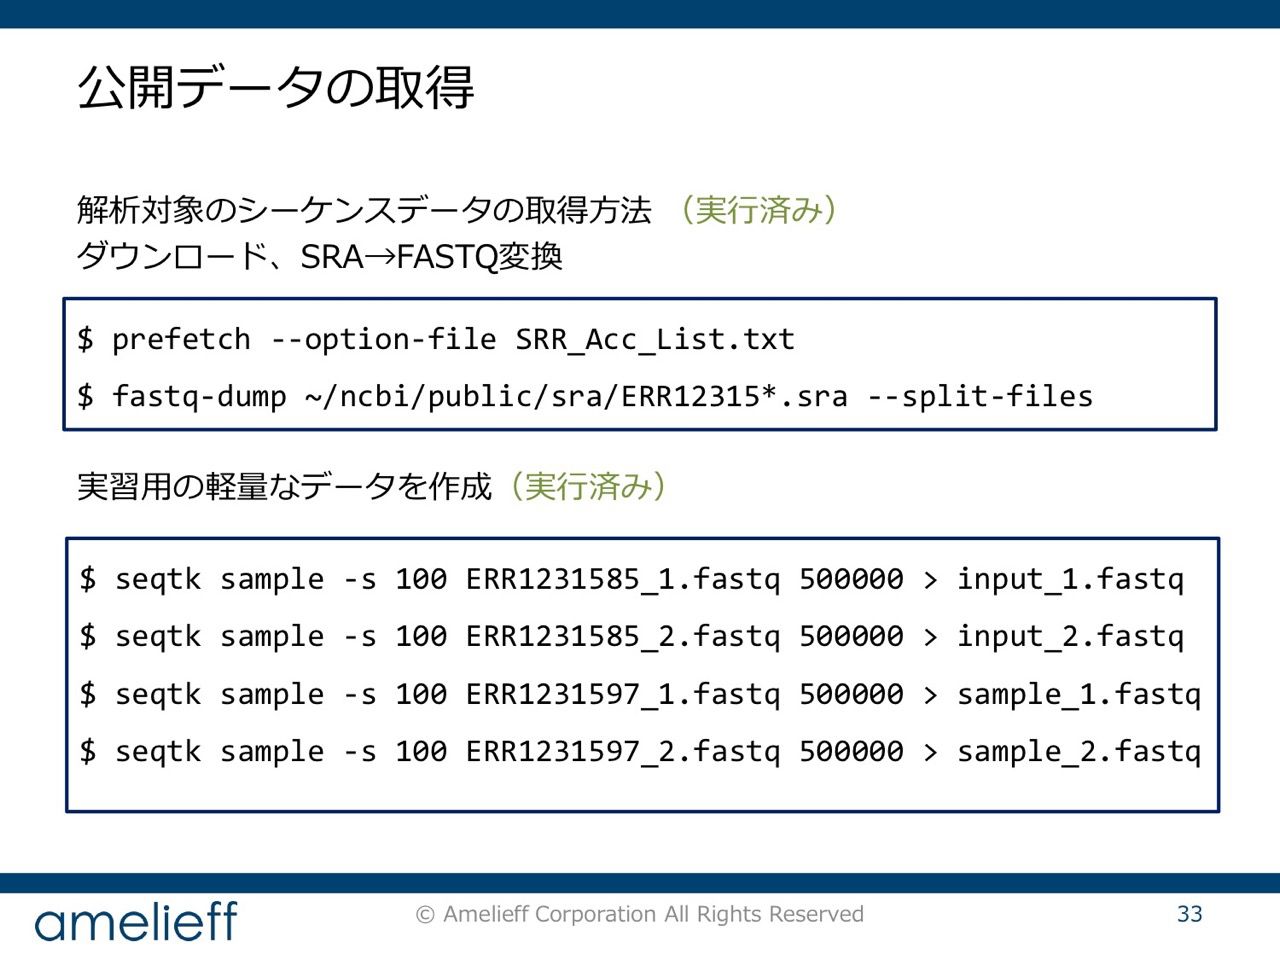 公開データの取得
解析対象のシーケンスデータの取得方法 （実行済み）
ダウンロード、SRA→FASTQ変換
$ prefetch --option-file SRR_Acc_List.txt
$ fastq-dump ~/ncbi/public/sra/ERR12315*.sra --split-files
実習用の軽量なデータを作成（実行済み）
$ seqtk sample -s 100 ERR1231585_1.fastq 500000 > input_1.fastq
$ seqtk sample -s 100 ERR1231585_2.fastq 500000 > input_2.fastq
$ seqtk sample -s 100 ERR1231597_1.fastq 500000 > sample_1.fastq
$ seqtk sample -s 100 ERR1231597_2.fastq 500000 > sample_2.fastq
amelieff
© Amelieff Corporation All Rights Reserved
33